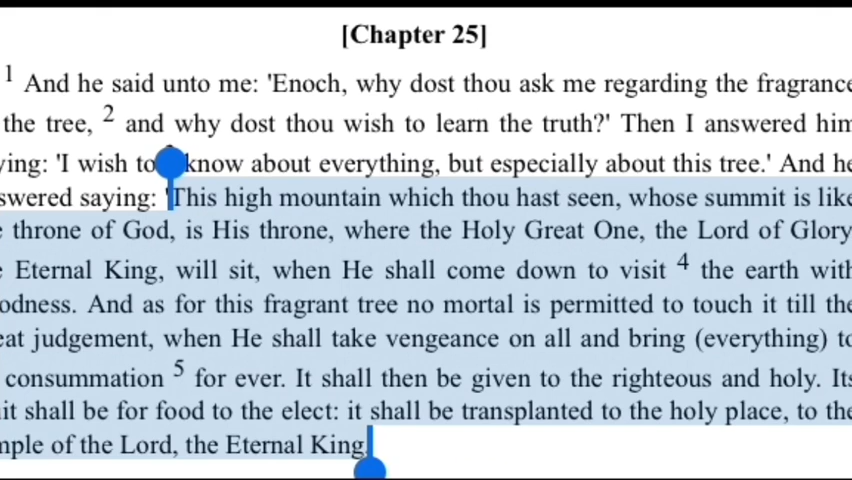 [Chapter 25]
1 And he said unto me: 'Enoch, why dost thou ask me regarding the fragrance
the tree, 2 and why dost thou wish to learn the truth?' Then I answered him
ying: 'I wish to know about everything, but especially about this tree.' And he
swered saying: 'This high mountain which thou hast seen, whose summit is like
e throne of God, is His throne, where the Holy Great One, the Lord of Glory
e Eternal King, will sit, when He shall come down to visit 4 the earth with
odness. And as for this fragrant tree no mortal is permitted to touch it till the
eat judgement, when He shall take vengeance on all and bring (everything) to
consummation 5 for ever. It shall then be given to the righteous and holy. Its
it shall be for food to the elect: it shall be transplanted to the holy place, to the
mple of the Lord, the Eternal King.